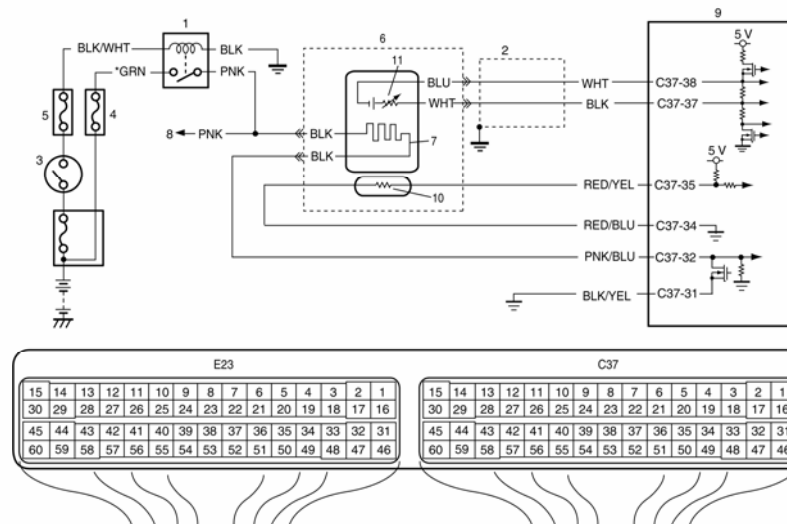 1
9
6
2
5 V
BLK/WHT
BLK
11
*GRN
PNK
BLU
WHT
C37-38
WHT
BLK
C37-37
5
4
8
PNK
BLK
7
BLK
3
5 V
10
RED/YEL
C37-35
RED/BLU
C37-34
PNK/BLU
C37-32
BLK/YEL
C37-31
E23
C37
15 14 13 12 11 10 9 8 7 6 5 4 3 2 1
15 14 13 12 11 10 9 8 7 6 5 4 3 2 1
30 29 28 27 26 25 24 23 22 21 20 19 18 17 16
30 29 28 27 26 25 24 23 22 21 20 19 18 17 16
45 44 43 42 41 40 39 38 37 36 35 34 33 32 31
45 44 43 42 41 40 39 38 37 36 35 34 33 32 31
60 59 58 57 56 55 54 53 52 51 50 49 48 47 46
60 59 58 57 56 55 54 53 52 51 50 49 48 47 46